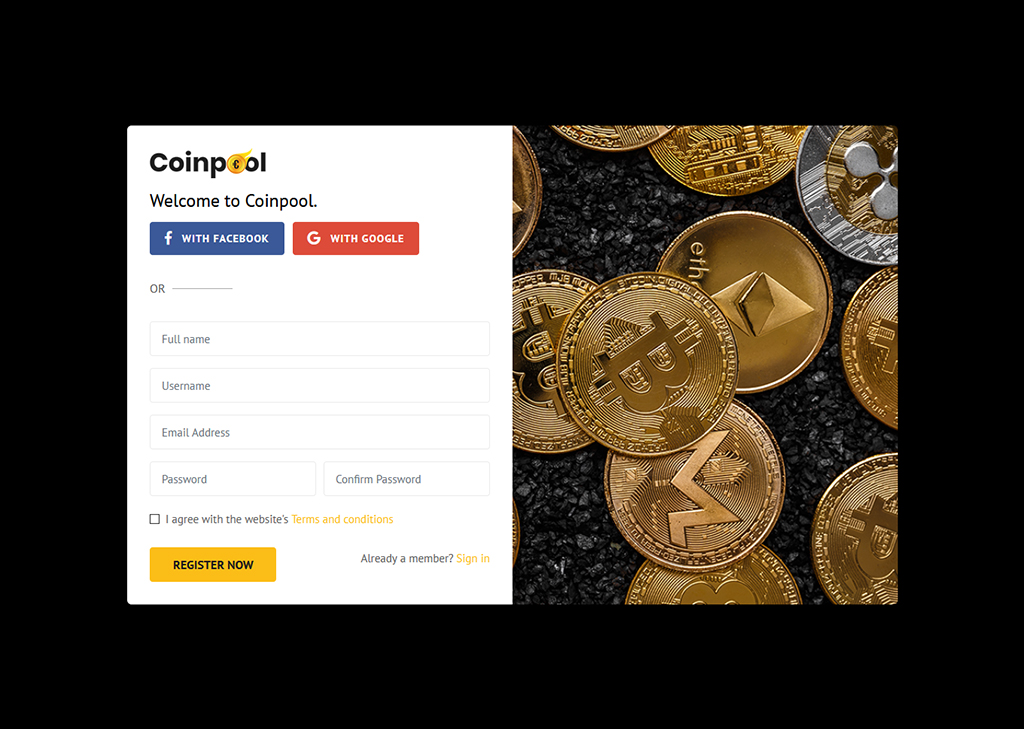 Coinpool
Welcome to Coinpool.
WITH FACEBOOK
WITH GOOGLE
OR
Full name
Username
Email Address
Password
Confirm Password
I agree with the website's Terms and conditions
REGISTER NOW
Already a member? Sign in
eth